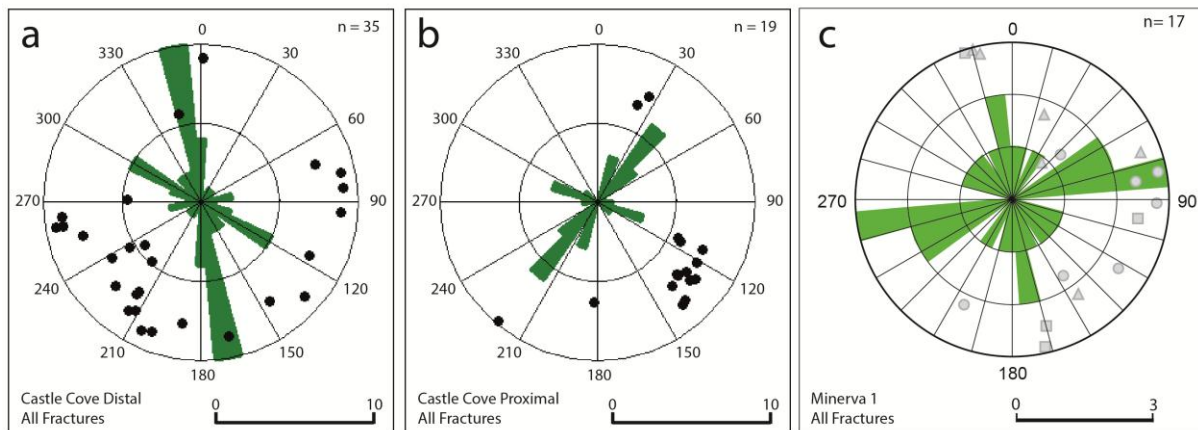 a
n = 35
0
30
60
90
120
150
180
210
240
270
300
330
Castle Cove Distal
All Fractures
0 10
b
n = 19
0
30
60
90
120
150
180
210
240
270
300
330
Castle Cove Proximal
All Fractures
0 10
c
n= 17
0
90
180
270
Minerva 1
All Fractures
0 3